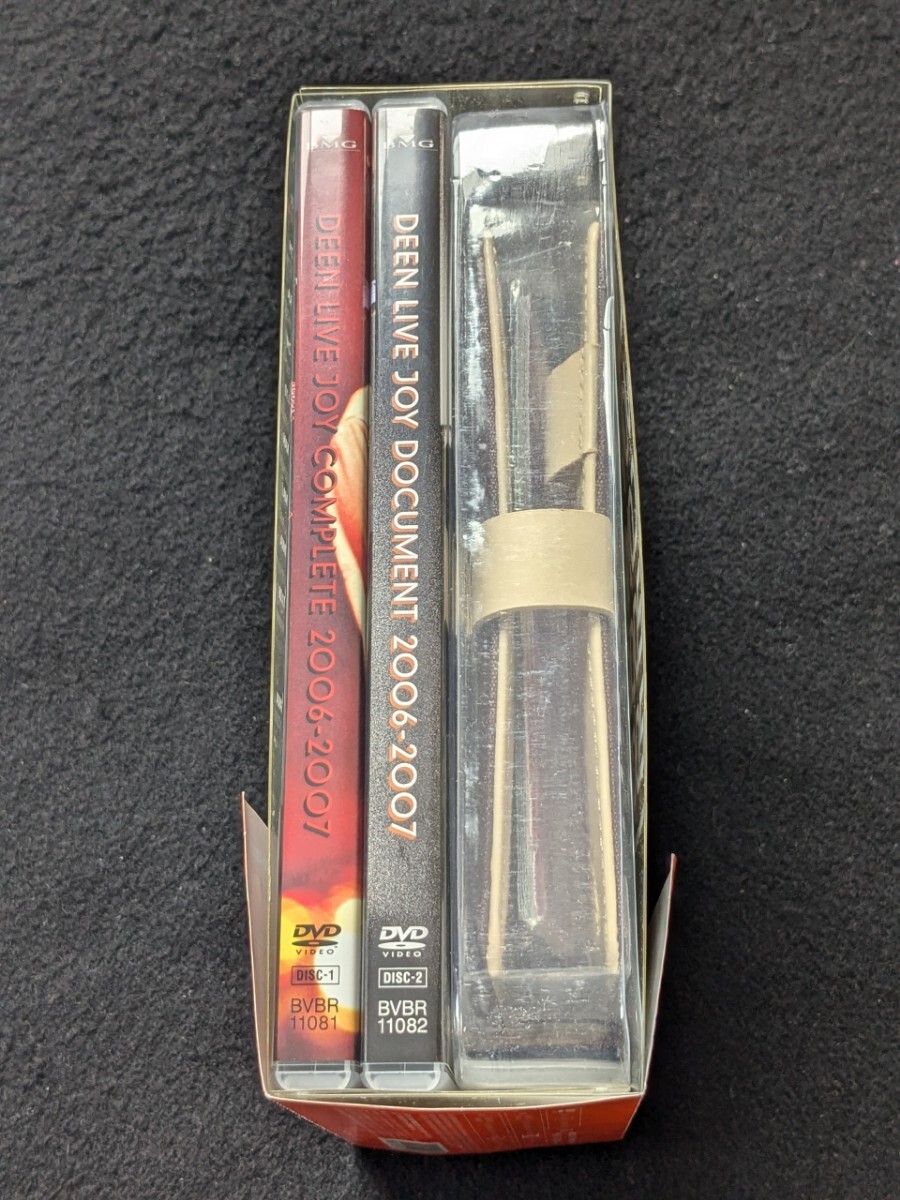 BMG
DEEN LIVE JOY COMPLETE 2006-2007
DVD
VIDEO
DISC-1
BVBR
11081
BMG
DEEN LIVE JOY DOCUMENT 2006-2007
DVD
VIDEO
DISC-2
BVBR
11082